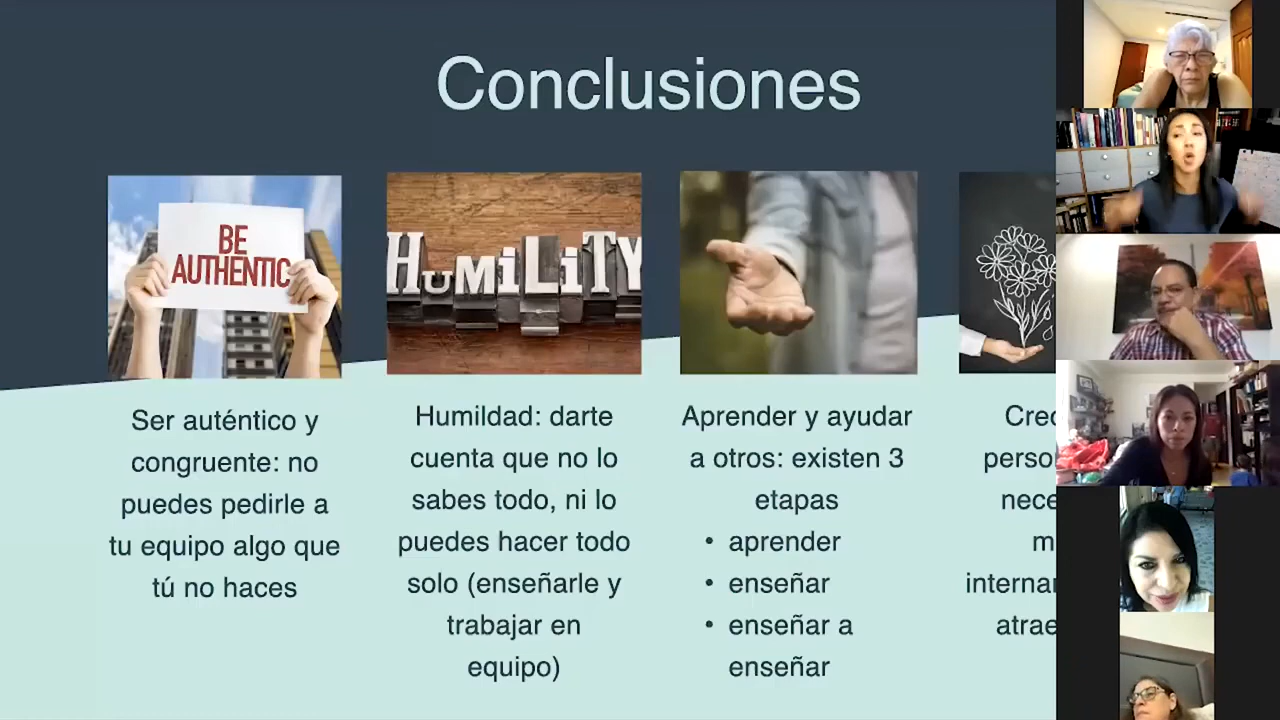 Conclusiones
BE
AUTHENTIC
Ser auténtico y
congruente: no
puedes pedirle a
tu equipo algo que
tú no haces
HUMiLiTY
Humildad: darte
cuenta que no lo
sabes todo, ni lo
puedes hacer todo
solo (enseñarle y
trabajar en
equipo)
Aprender y ayudar
a otros: existen 3
etapas
• aprender
• enseñar
• enseñar a
enseñar